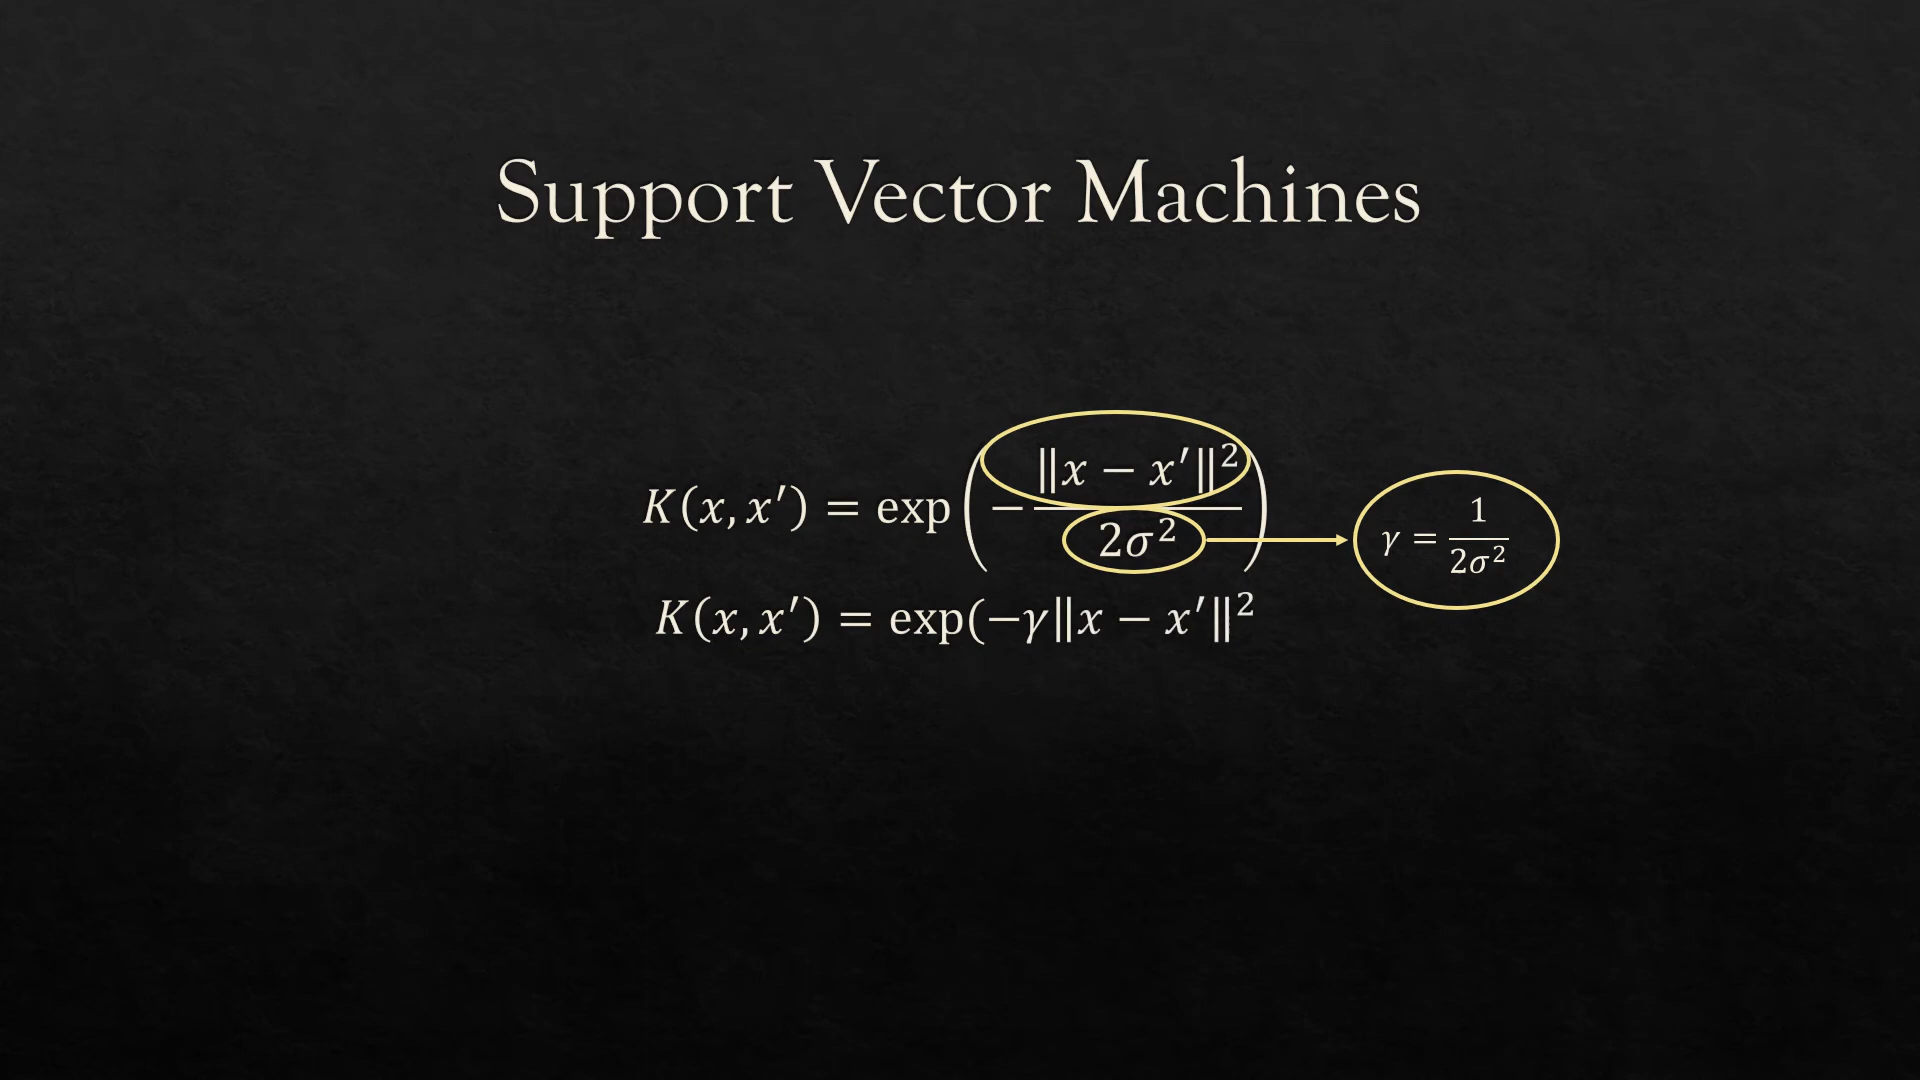 Support Vector Machines
K(x, x′) = exp(−‖x − x′‖²/2σ²)
γ = 1/2σ²
K(x, x′) = exp(−γ‖x − x′‖²